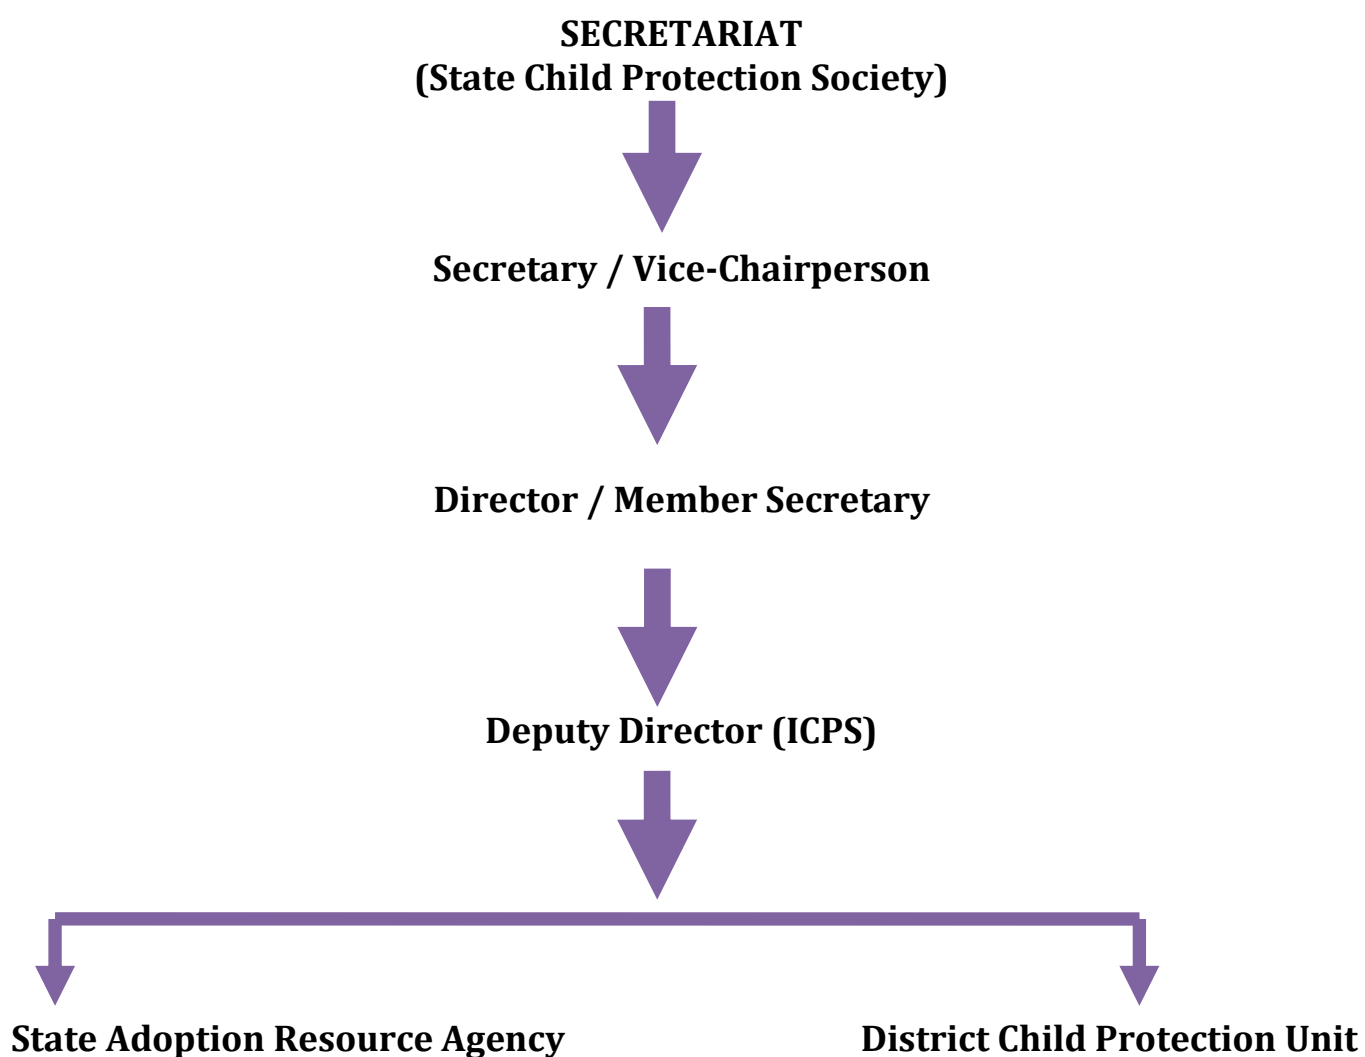 SECRETARIAT
(State Child Protection Society)
Secretary / Vice-Chairperson
Director / Member Secretary
Deputy Director (ICPS)
State Adoption Resource Agency
District Child Protection Unit